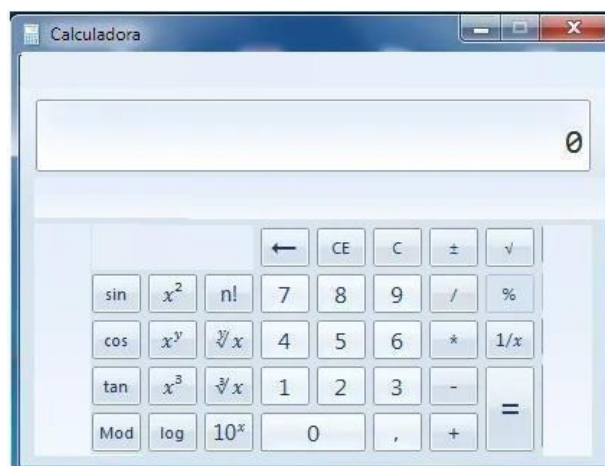 Calculadora
0
← CE C ± √
sin x² n! 7 8 9 / %
cos xʸ ʸ√x 4 5 6 * 1/x
tan x³ ³√x 1 2 3 - =
Mod log 10ˣ 0 , +